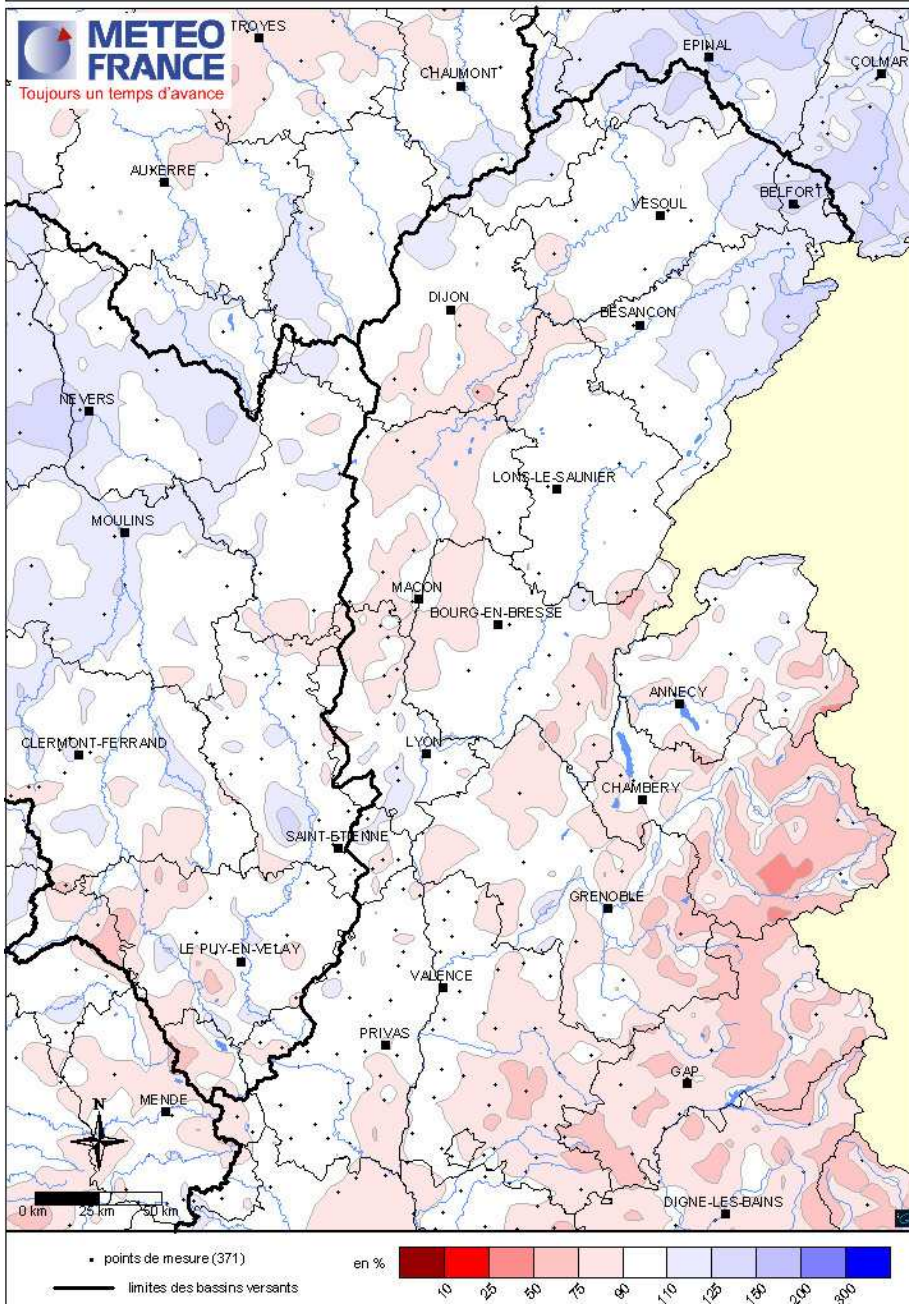 METEO
FRANCE
Toujours un temps d'avance
TROYES
CHAUMONT
EPINAL
COLMAR
AUXERRE
BELFORT
VESOUL
DIJON
BESANCON
NEVERS
LONS-LE-SAUNIER
MOULINS
MACON
BOURG-EN-BRESSE
ANNECY
CLERMONT-FERRAND
LYON
CHAMBERY
SAINT-ETIENNE
GRENOBLE
LE PUY-EN-VELAY
VALENCE
PRIVAS
GAP
MENDE
N
DIGNE-LES-BAINS
0 km 25 km 50 km
points de mesure (371)
limites des bassins versants
en %
10 25 50 75 90 110 125 150 200 300